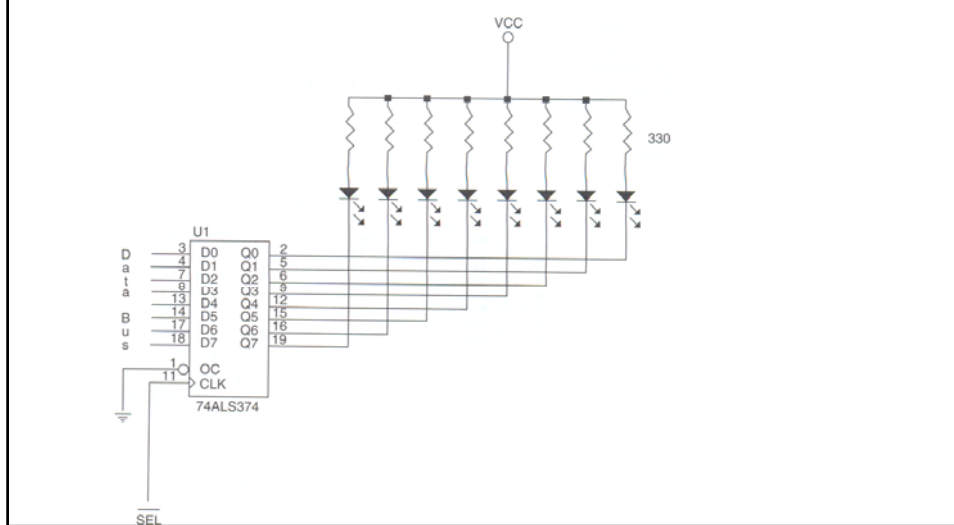 VCC
330
U1
D a t a B u s
3 D0 Q0 2
4 D1 Q1 5
7 D2 Q2 6
8 D3 Q3 9
13 D4 Q4 12
14 D5 Q5 15
17 D6 Q6 16
18 D7 Q7 19
1 OC
11 CLK
74ALS374
SEL